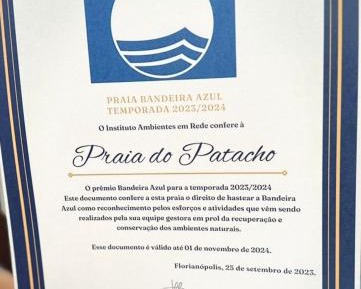 PRAIA BANDEIRA AZUL
TEMPORADA 2023/2024
O Instituto Ambientes em Rede confere à
Praia do Patacho
O prêmio Bandeira Azul para a temporada 2023/2024
Este documento confere a esta praia o direito de hastear a Bandeira
Azul como reconhecimento pelos esforços e atividades que vêm sendo
realizados pela sua equipe gestora em prol da recuperação e
conservação dos ambientes naturais.
Esse documento é válido até 01 de novembro de 2024.
Florianópolis, 25 de setembro de 2023.